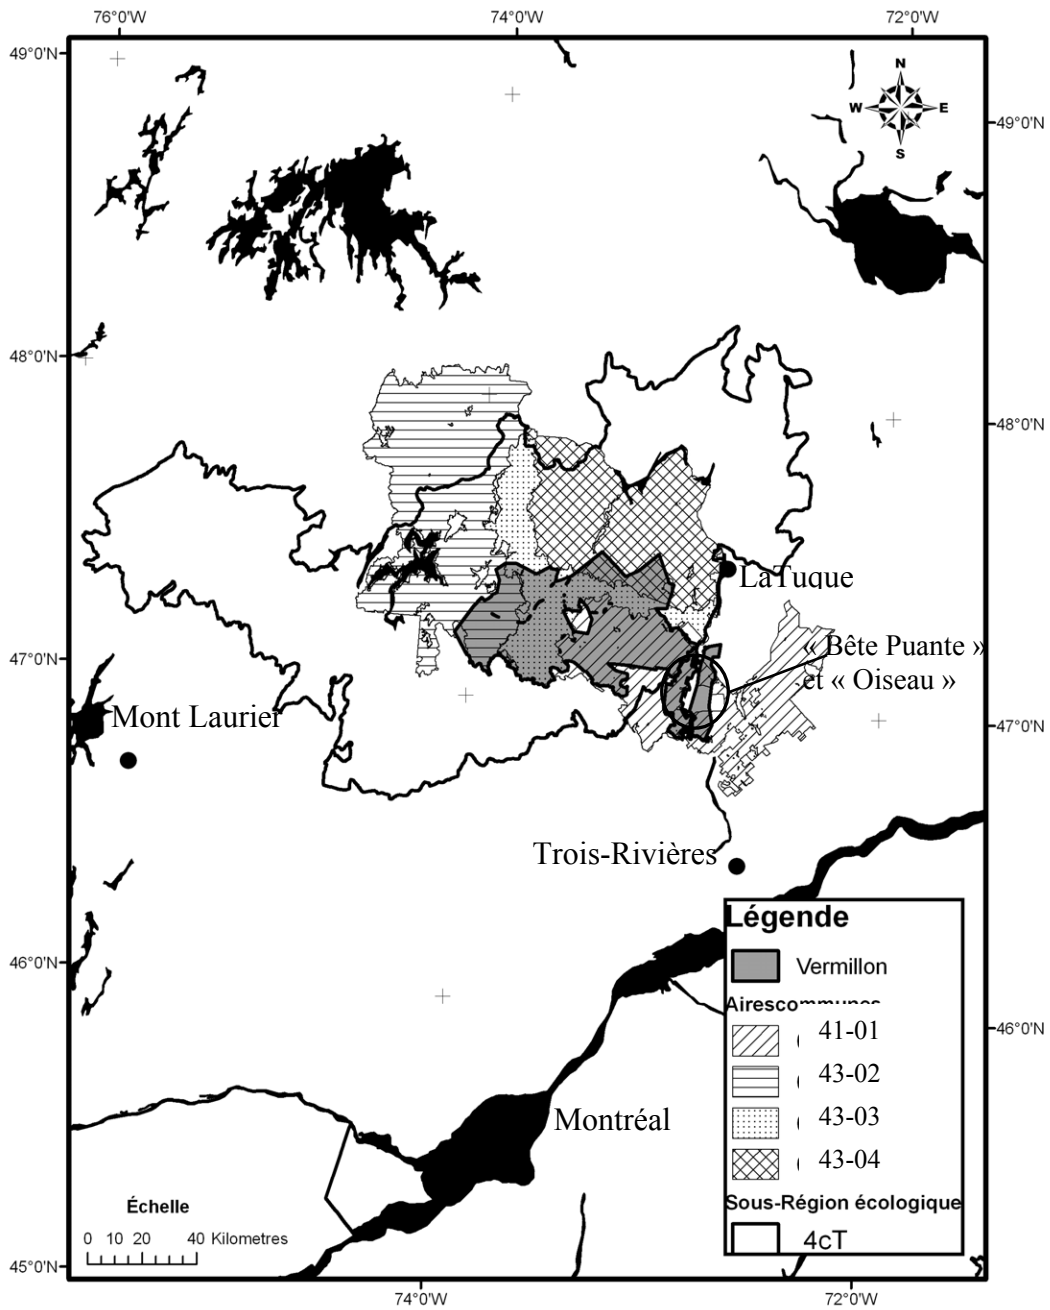 76°0'W 74°0'W 72°0'W
49°0'N
N
W E
S
49°0'N
48°0'N
48°0'N
LaTuque
« Bête Puante »
et « Oiseau »
47°0'N
Mont Laurier
47°0'N
Trois-Rivières
Légende
Vermillon
46°0'N
Airescommunes
41-01
46°0'N
43-02
43-03
Montréal
43-04
Sous-Région écologique
4cT
Échelle
0 10 20 40 Kilometres
45°0'N
74°0'W 72°0'W